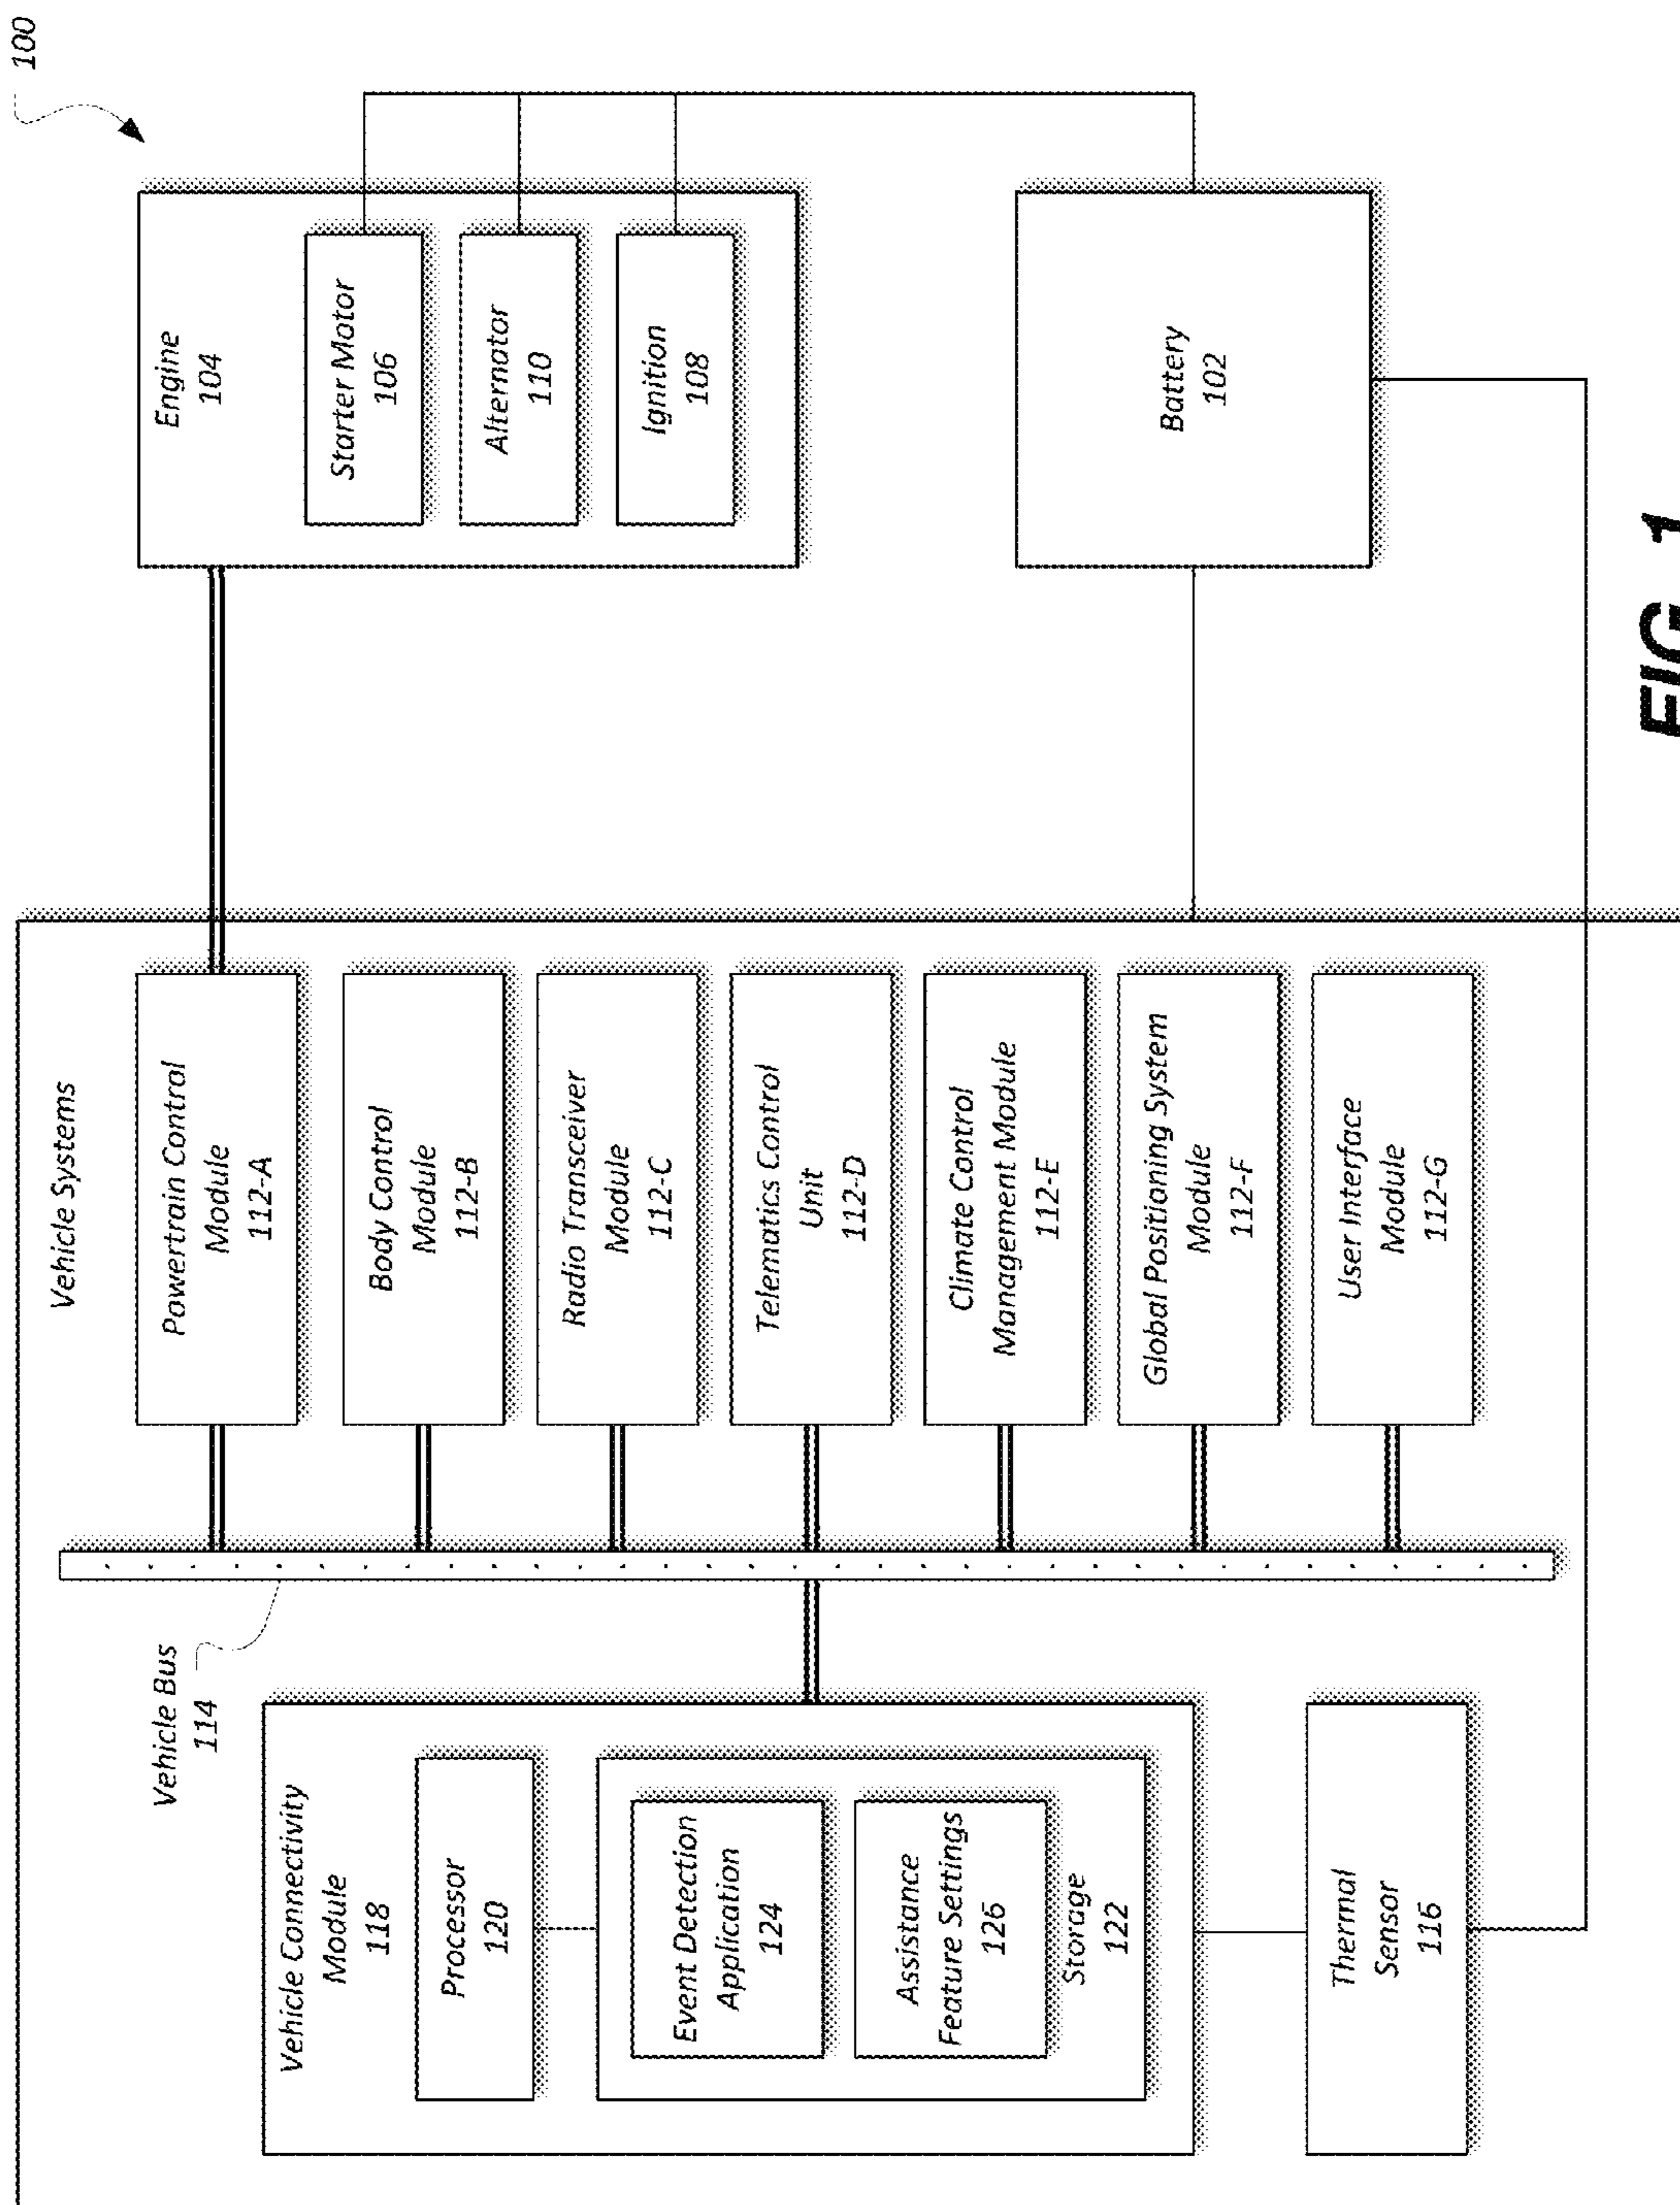 100
Vehicle Systems
Vehicle Bus
114
Vehicle Connectivity
Module
118
Processor
120
Event Detection
Application
124
Assistance
Feature Settings
126
Storage
122
Thermal
Sensor
116
Powertrain Control
Module
112-A
Body Control
Module
112-B
Radio Transceiver
Module
112-C
Telematics Control
Unit
112-D
Climate Control
Management Module
112-E
Global Positioning System
Module
112-F
User Interface
Module
112-G
Engine
104
Starter Motor
106
Alternator
110
Ignition
108
Battery
102
FIG. 1